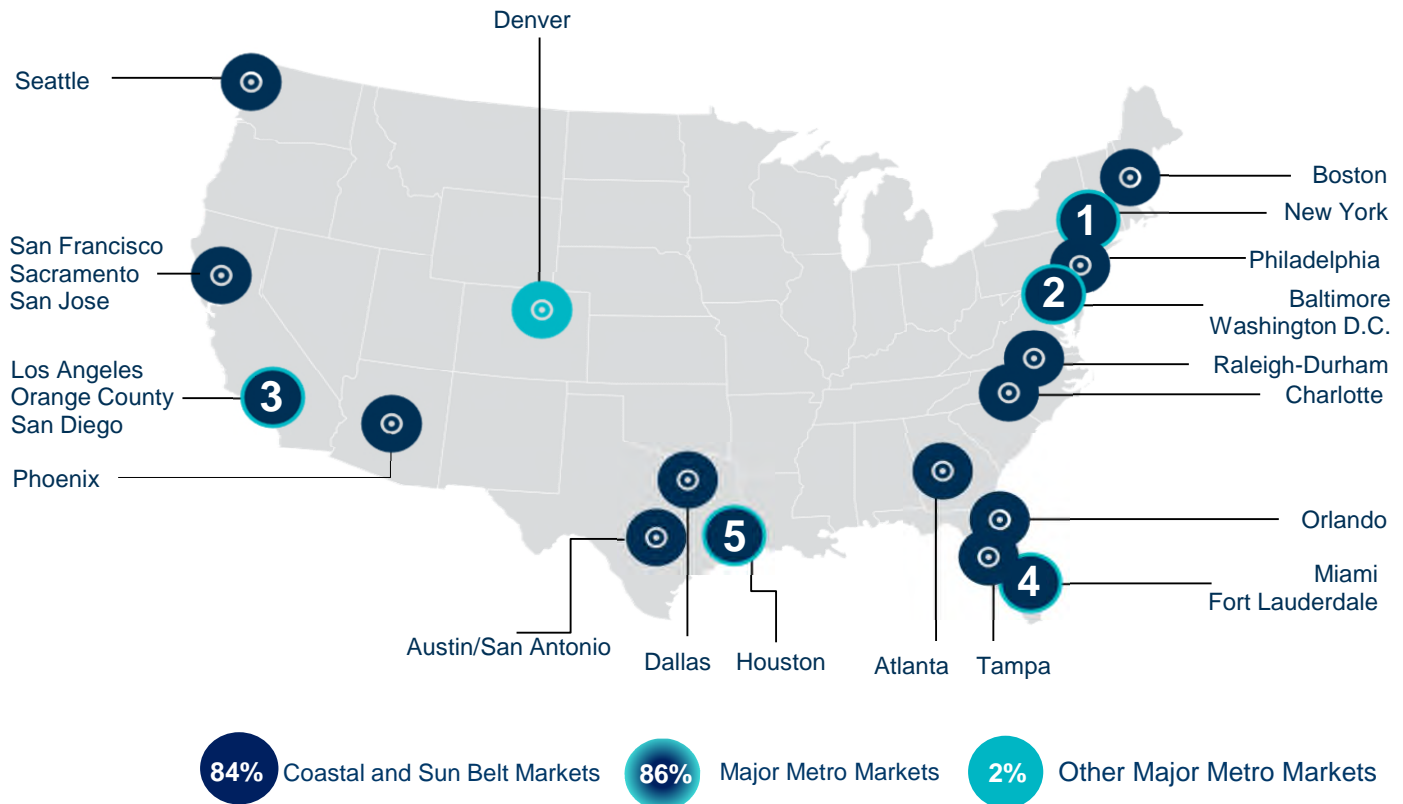 Denver
Seattle
Boston
1
New York
San Francisco
Sacramento
San Jose
Philadelphia
2
Baltimore
Washington D.C.
Los Angeles
Orange County
San Diego
3
Raleigh-Durham
Charlotte
Phoenix
5
Orlando
4
Miami
Fort Lauderdale
Austin/San Antonio
Dallas
Houston
Atlanta
Tampa
84% Coastal and Sun Belt Markets
86% Major Metro Markets
2% Other Major Metro Markets